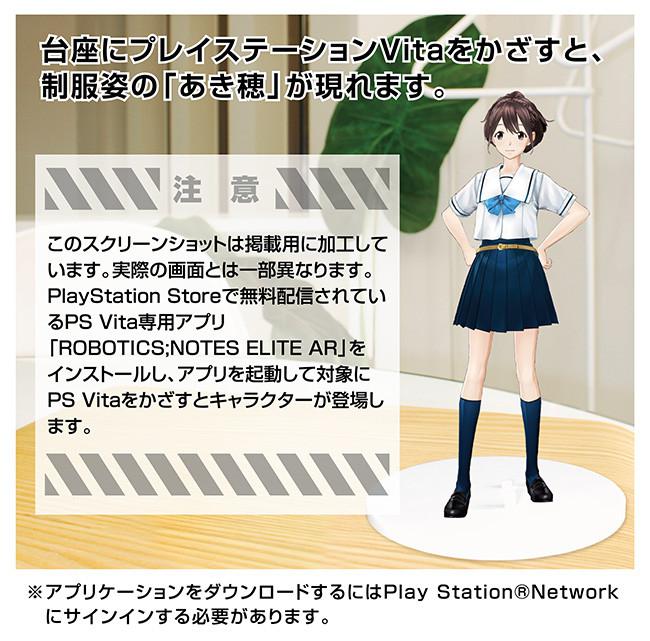 台座にプレイステーションVitaをかざすと、
制服姿の「あき穂」が現れます。
注 意
このスクリーンショットは掲載用に加工して
います。実際の画面とは一部異なります。
PlayStation Storeで無料配信されてい
るPS Vita専用アプリ
「ROBOTICS;NOTES ELITE AR」を
インストールし、アプリを起動して対象に
PS Vitaをかざすとキャラクターが登場し
ます。
※アプリケーションをダウンロードするにはPlay Station®Network
にサインインする必要があります。